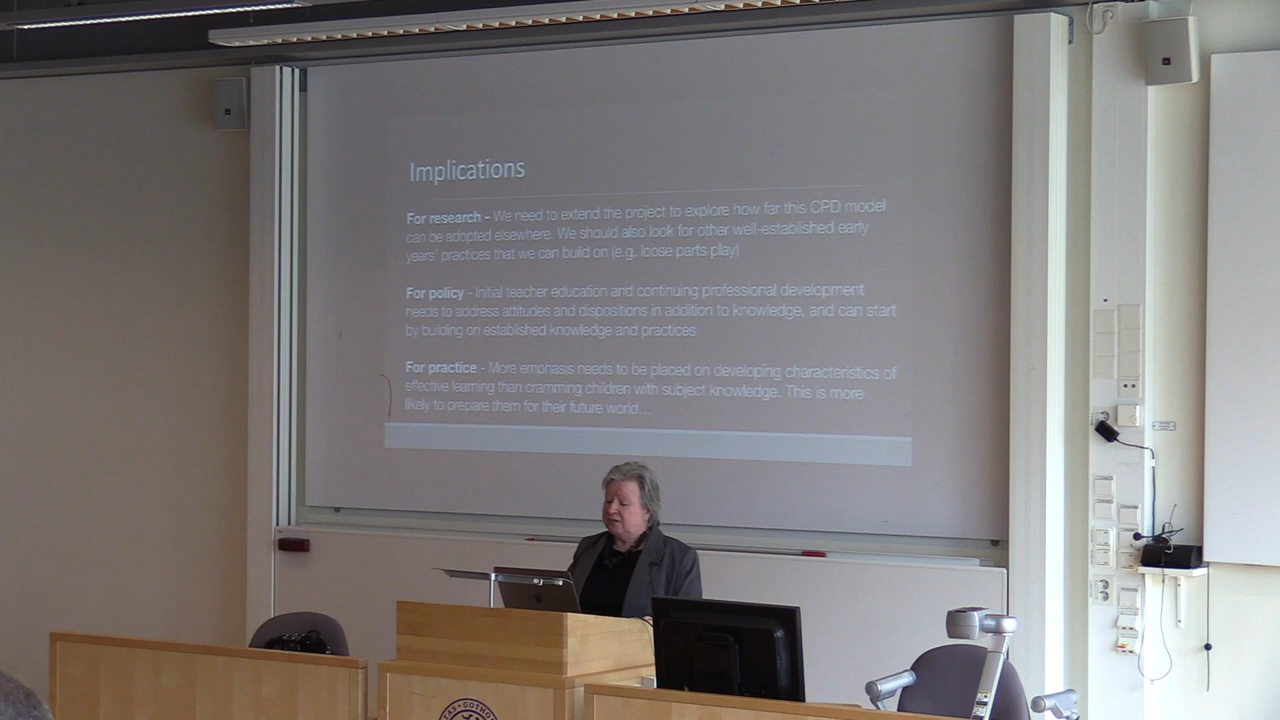 Implications
For research - We need to extend the project to explore how far this CPD model
can be adopted elsewhere. We should also look for other well-established early
years' practices that we can build on (e.g. loose parts play)
For policy - Initial teacher education and continuing professional development
needs to address attitudes and dispositions in addition to knowledge, and can start
by building on established knowledge and practices
For practice - More emphasis needs to be placed on developing characteristics of
effective learning than cramming children with subject knowledge. This is more
likely to prepare them for their future world...